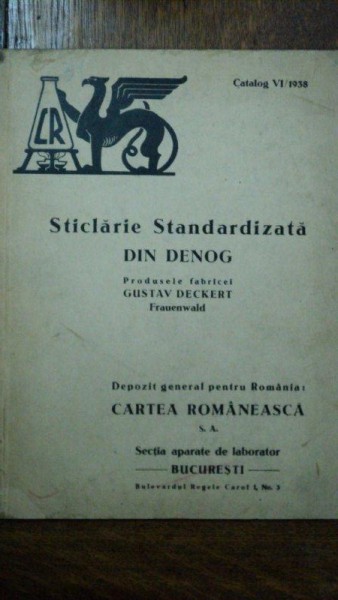 CR
Catalog VI/1938
Sticlărie Standardizată
DIN DENOG
Produsele fabricei
GUSTAV DECKERT
Frauenwald
Depozit general pentru România:
CARTEA ROMÂNEASCĂ
S. A.
Secția aparate de laborator
BUCUREȘTI
Bulevardul Regele Carol I, No. 3